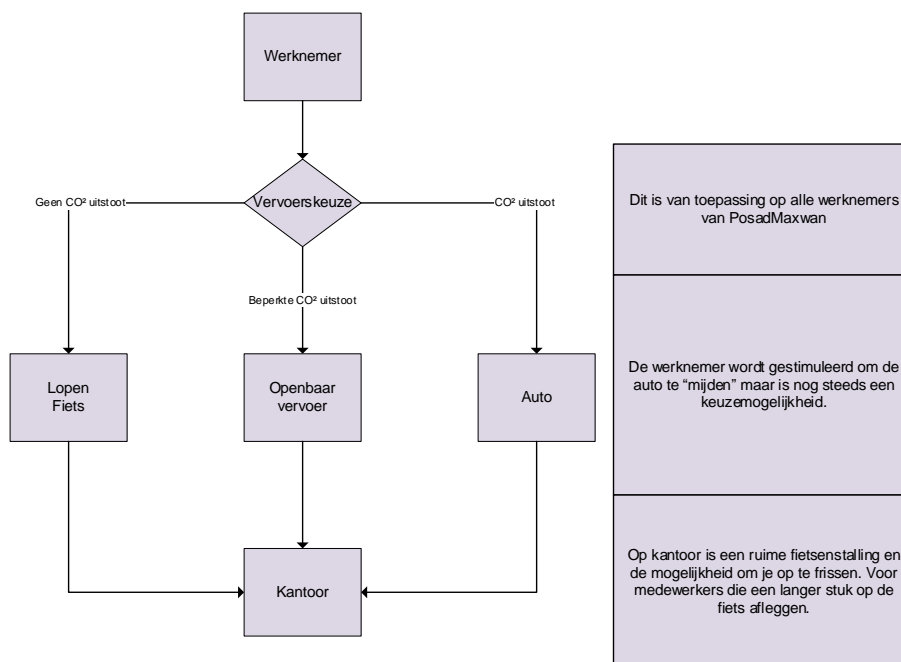 Werknemer
Vervoerskeuze
Geen CO² uitstoot
CO² uitstoot
Beperkte CO² uitstoot
Lopen
Fiets
Openbaar
vervoer
Auto
Kantoor
Dit is van toepassing op alle werknemers
van PosadMaxwan
De werknemer wordt gestimuleerd om de
auto te “mijden” maar is nog steeds een
keuzemogelijkheid.
Op kantoor is een ruime fietsenstalling en
de mogelijkheid om je op te frissen. Voor
medewerkers die een langer stuk op de
fiets afleggen.